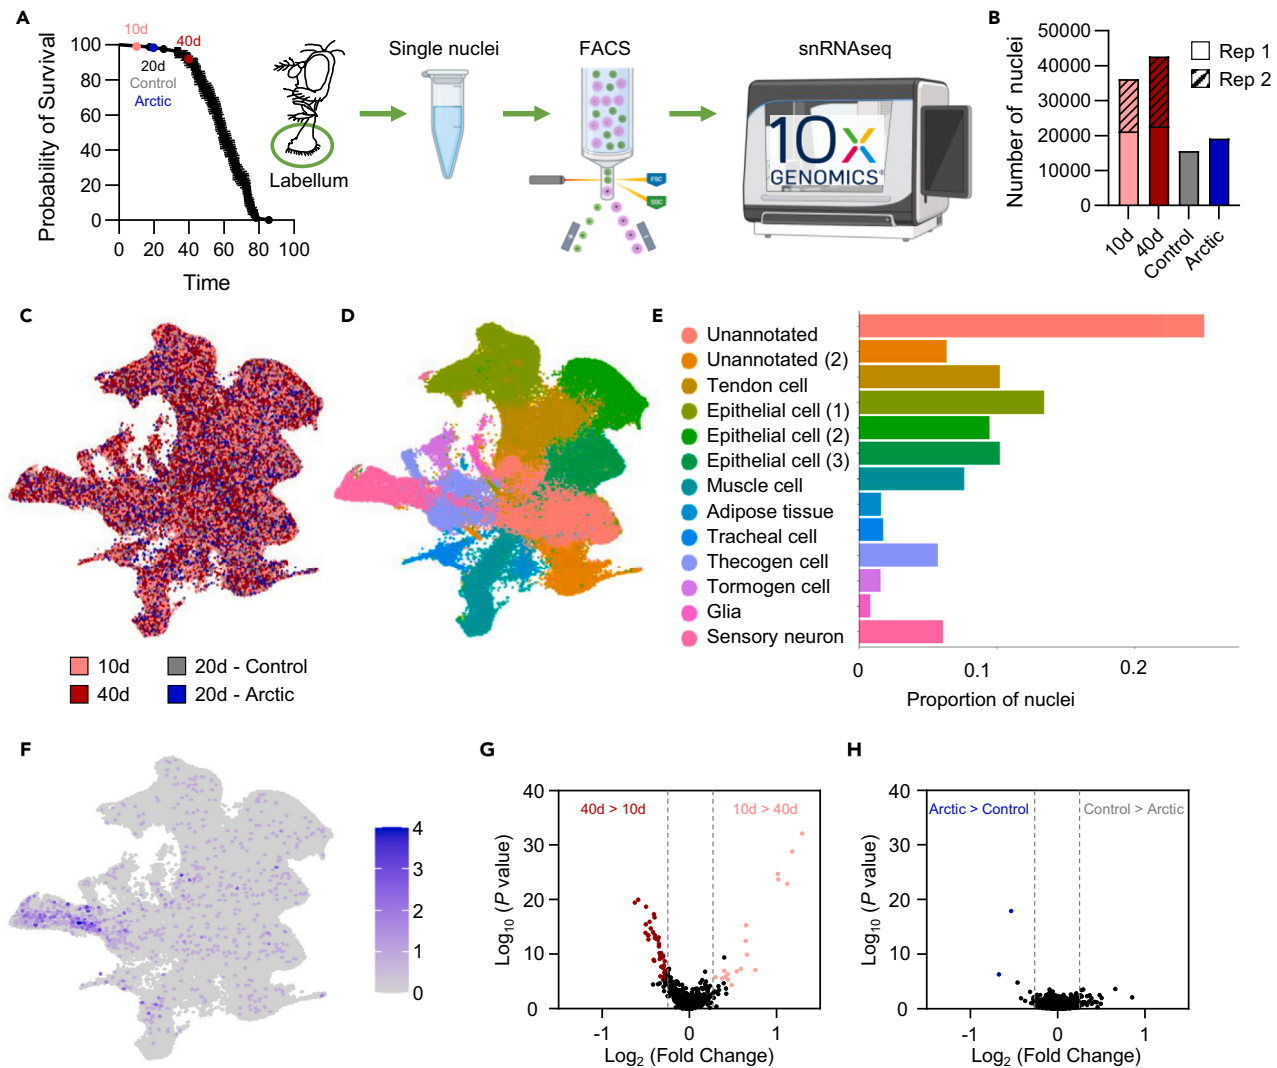 A
10d
40d
20d
Control
Arctic
Probability of Survival
100
80
60
40
20
0
0 20 40 60 80 100
Time
Labellum
Single nuclei
FACS
FSC
SSC
snRNAseq
10x
GENOMICS
B
Number of nuclei
50000
40000
30000
20000
10000
0
Rep 1
Rep 2
10d
40d
Control
Arctic
C
10d
40d
20d - Control
20d - Arctic
D
E
Unannotated
Unannotated (2)
Tendon cell
Epithelial cell (1)
Epithelial cell (2)
Epithelial cell (3)
Muscle cell
Adipose tissue
Tracheal cell
Thecogen cell
Tormogen cell
Glia
Sensory neuron
0 0.1 0.2
Proportion of nuclei
F
4
3
2
1
0
G
40d > 10d
10d > 40d
Log10 (P value)
40
30
20
10
0
-1 0 1
Log2 (Fold Change)
H
Arctic > Control
Control > Arctic
Log10 (P value)
40
30
20
10
0
-1 0 1
Log2 (Fold Change)